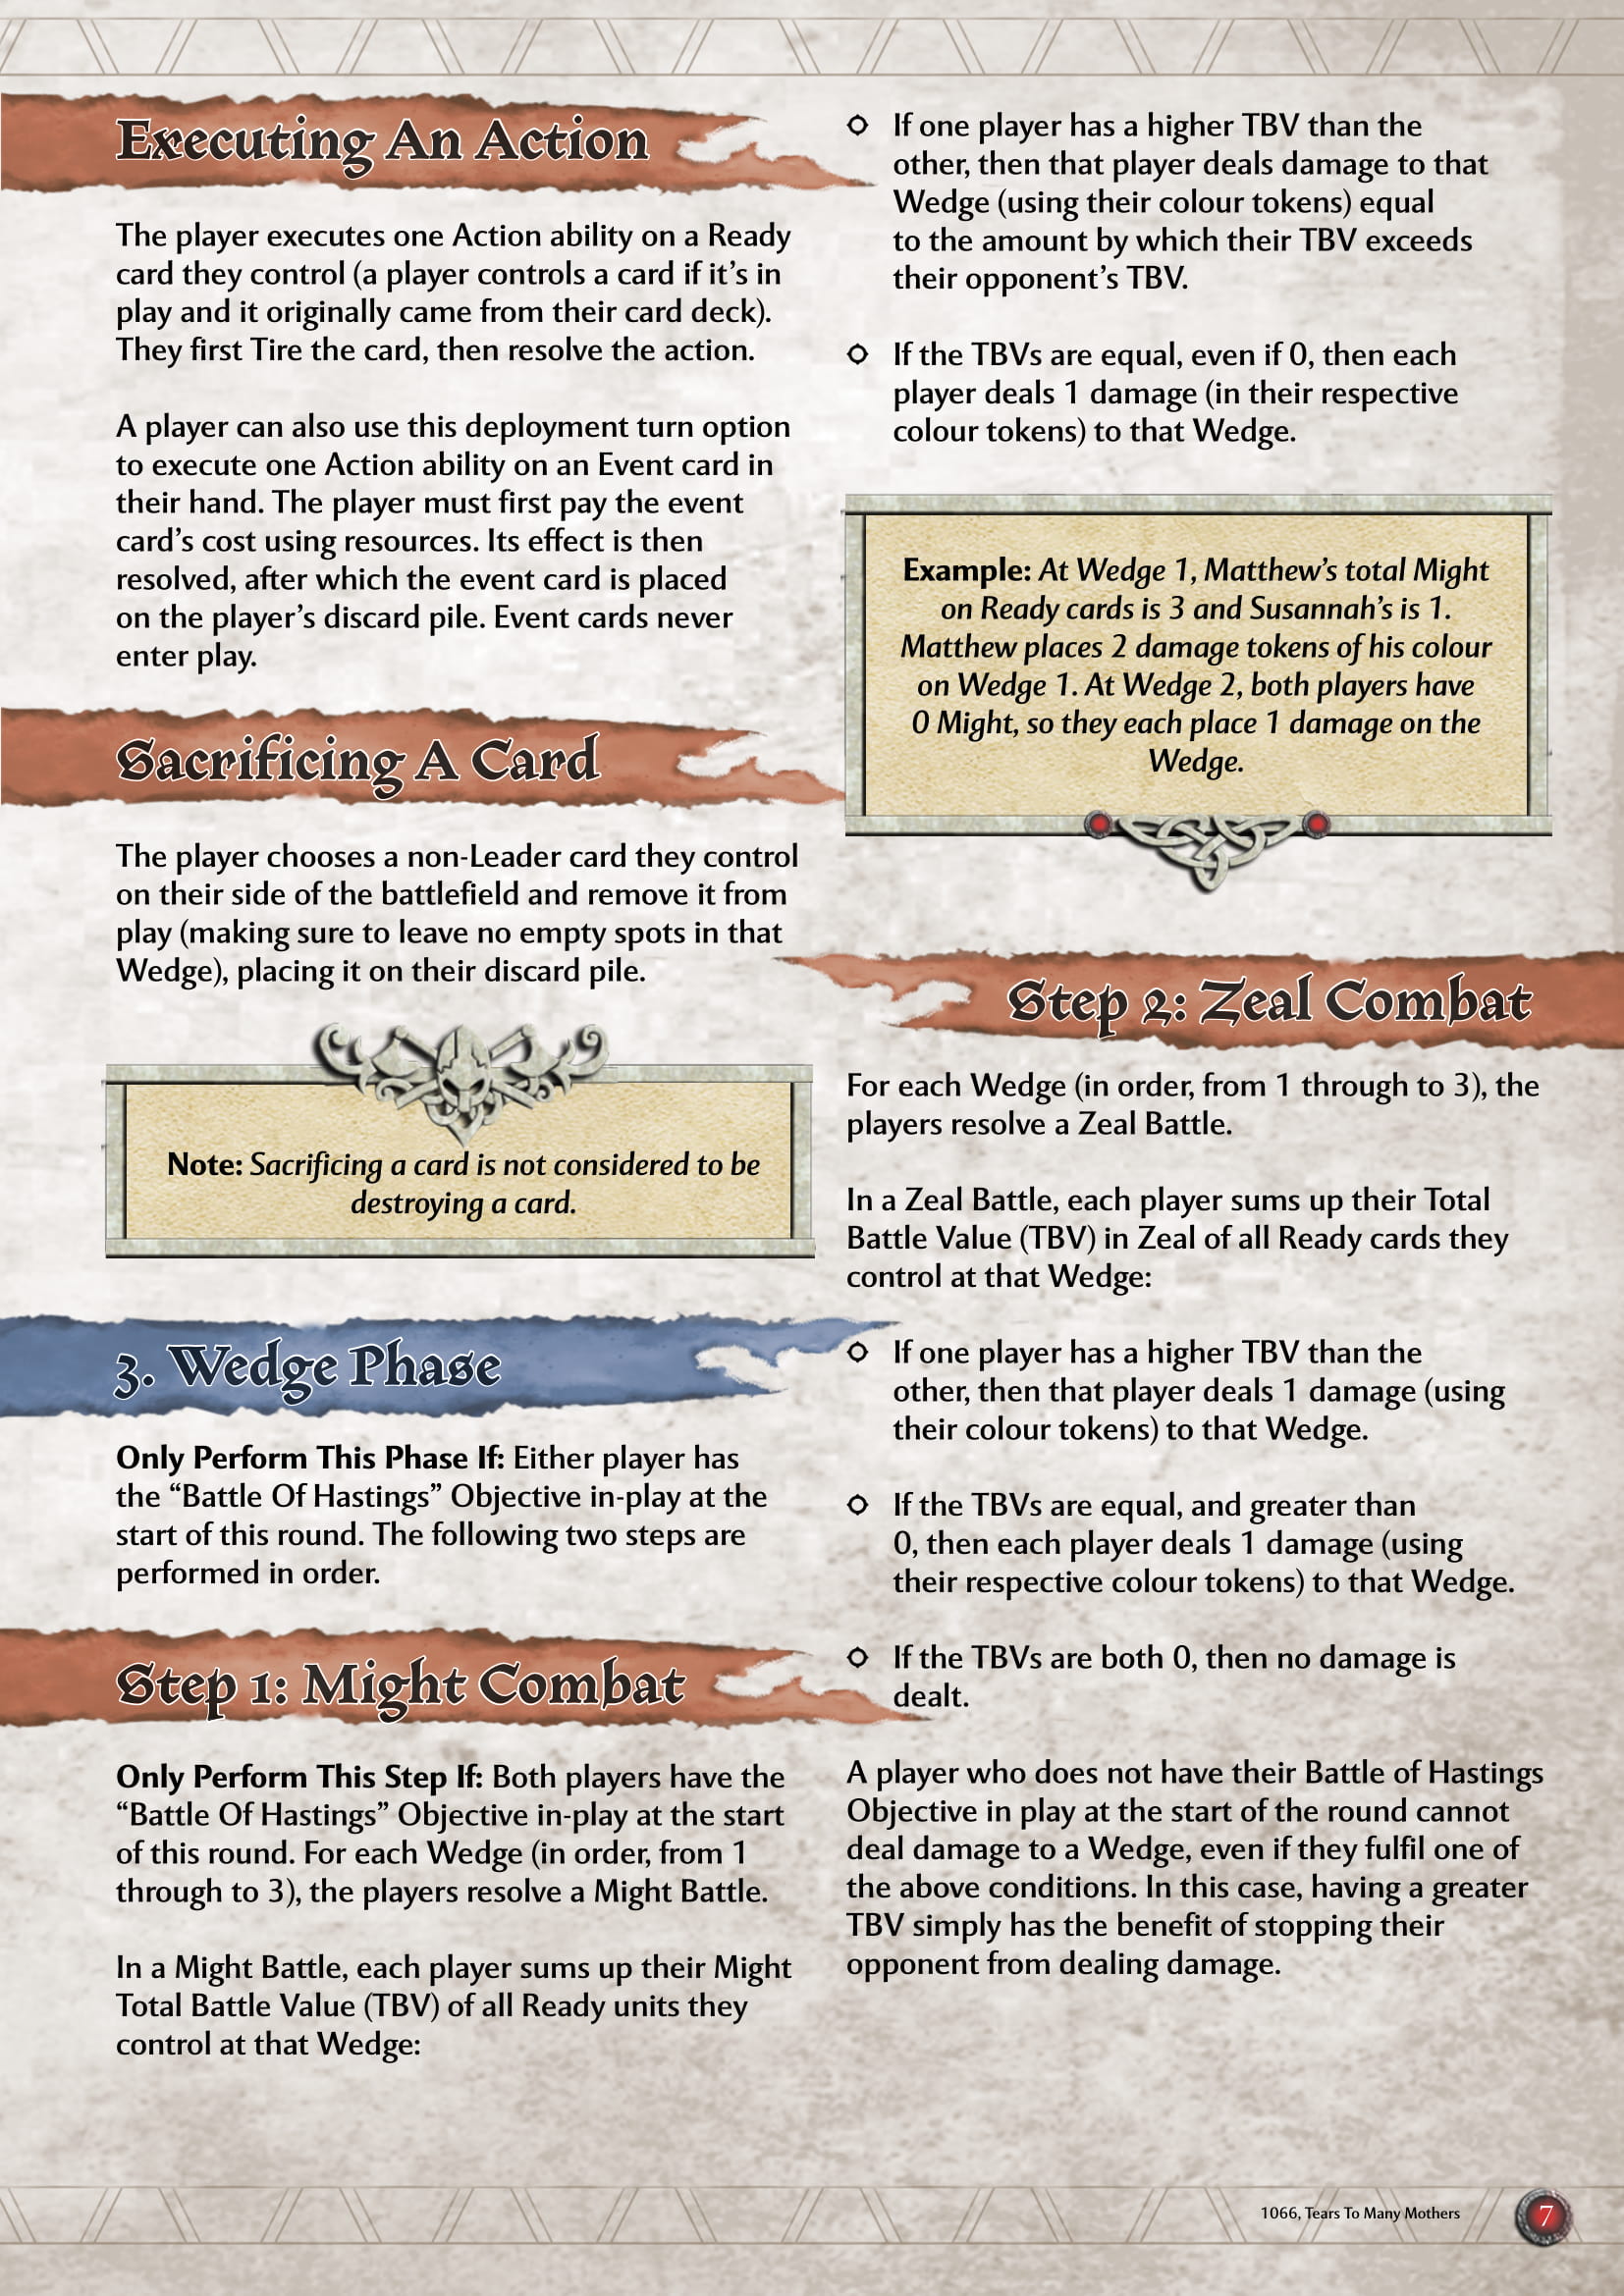 Executing An Action
The player executes one Action ability on a Ready
card they control (a player controls a card if it’s in
play and it originally came from their card deck).
They first Tire the card, then resolve the action.
A player can also use this deployment turn option
to execute one Action ability on an Event card in
their hand. The player must first pay the event
card’s cost using resources. Its effect is then
resolved, after which the event card is placed
on the player’s discard pile. Event cards never
enter play.
Sacrificing A Card
The player chooses a non-Leader card they control
on their side of the battlefield and remove it from
play (making sure to leave no empty spots in that
Wedge), placing it on their discard pile.
Note: Sacrificing a card is not considered to be
destroying a card.
3. Wedge Phase
Only Perform This Phase If: Either player has
the “Battle Of Hastings” Objective in-play at the
start of this round. The following two steps are
performed in order.
Step 1: Might Combat
Only Perform This Step If: Both players have the
“Battle Of Hastings” Objective in-play at the start
of this round. For each Wedge (in order, from 1
through to 3), the players resolve a Might Battle.
In a Might Battle, each player sums up their Might
Total Battle Value (TBV) of all Ready units they
control at that Wedge:
If one player has a higher TBV than the
other, then that player deals damage to that
Wedge (using their colour tokens) equal
to the amount by which their TBV exceeds
their opponent’s TBV.
If the TBVs are equal, even if 0, then each
player deals 1 damage (in their respective
colour tokens) to that Wedge.
Example: At Wedge 1, Matthew’s total Might
on Ready cards is 3 and Susannah’s is 1.
Matthew places 2 damage tokens of his colour
on Wedge 1. At Wedge 2, both players have
0 Might, so they each place 1 damage on the
Wedge.
Step 2: Zeal Combat
For each Wedge (in order, from 1 through to 3), the
players resolve a Zeal Battle.
In a Zeal Battle, each player sums up their Total
Battle Value (TBV) in Zeal of all Ready cards they
control at that Wedge:
If one player has a higher TBV than the
other, then that player deals 1 damage (using
their colour tokens) to that Wedge.
If the TBVs are equal, and greater than
0, then each player deals 1 damage (using
their respective colour tokens) to that Wedge.
If the TBVs are both 0, then no damage is
dealt.
A player who does not have their Battle of Hastings
Objective in play at the start of the round cannot
deal damage to a Wedge, even if they fulfil one of
the above conditions. In this case, having a greater
TBV simply has the benefit of stopping their
opponent from dealing damage.
1066, Tears To Many Mothers
7